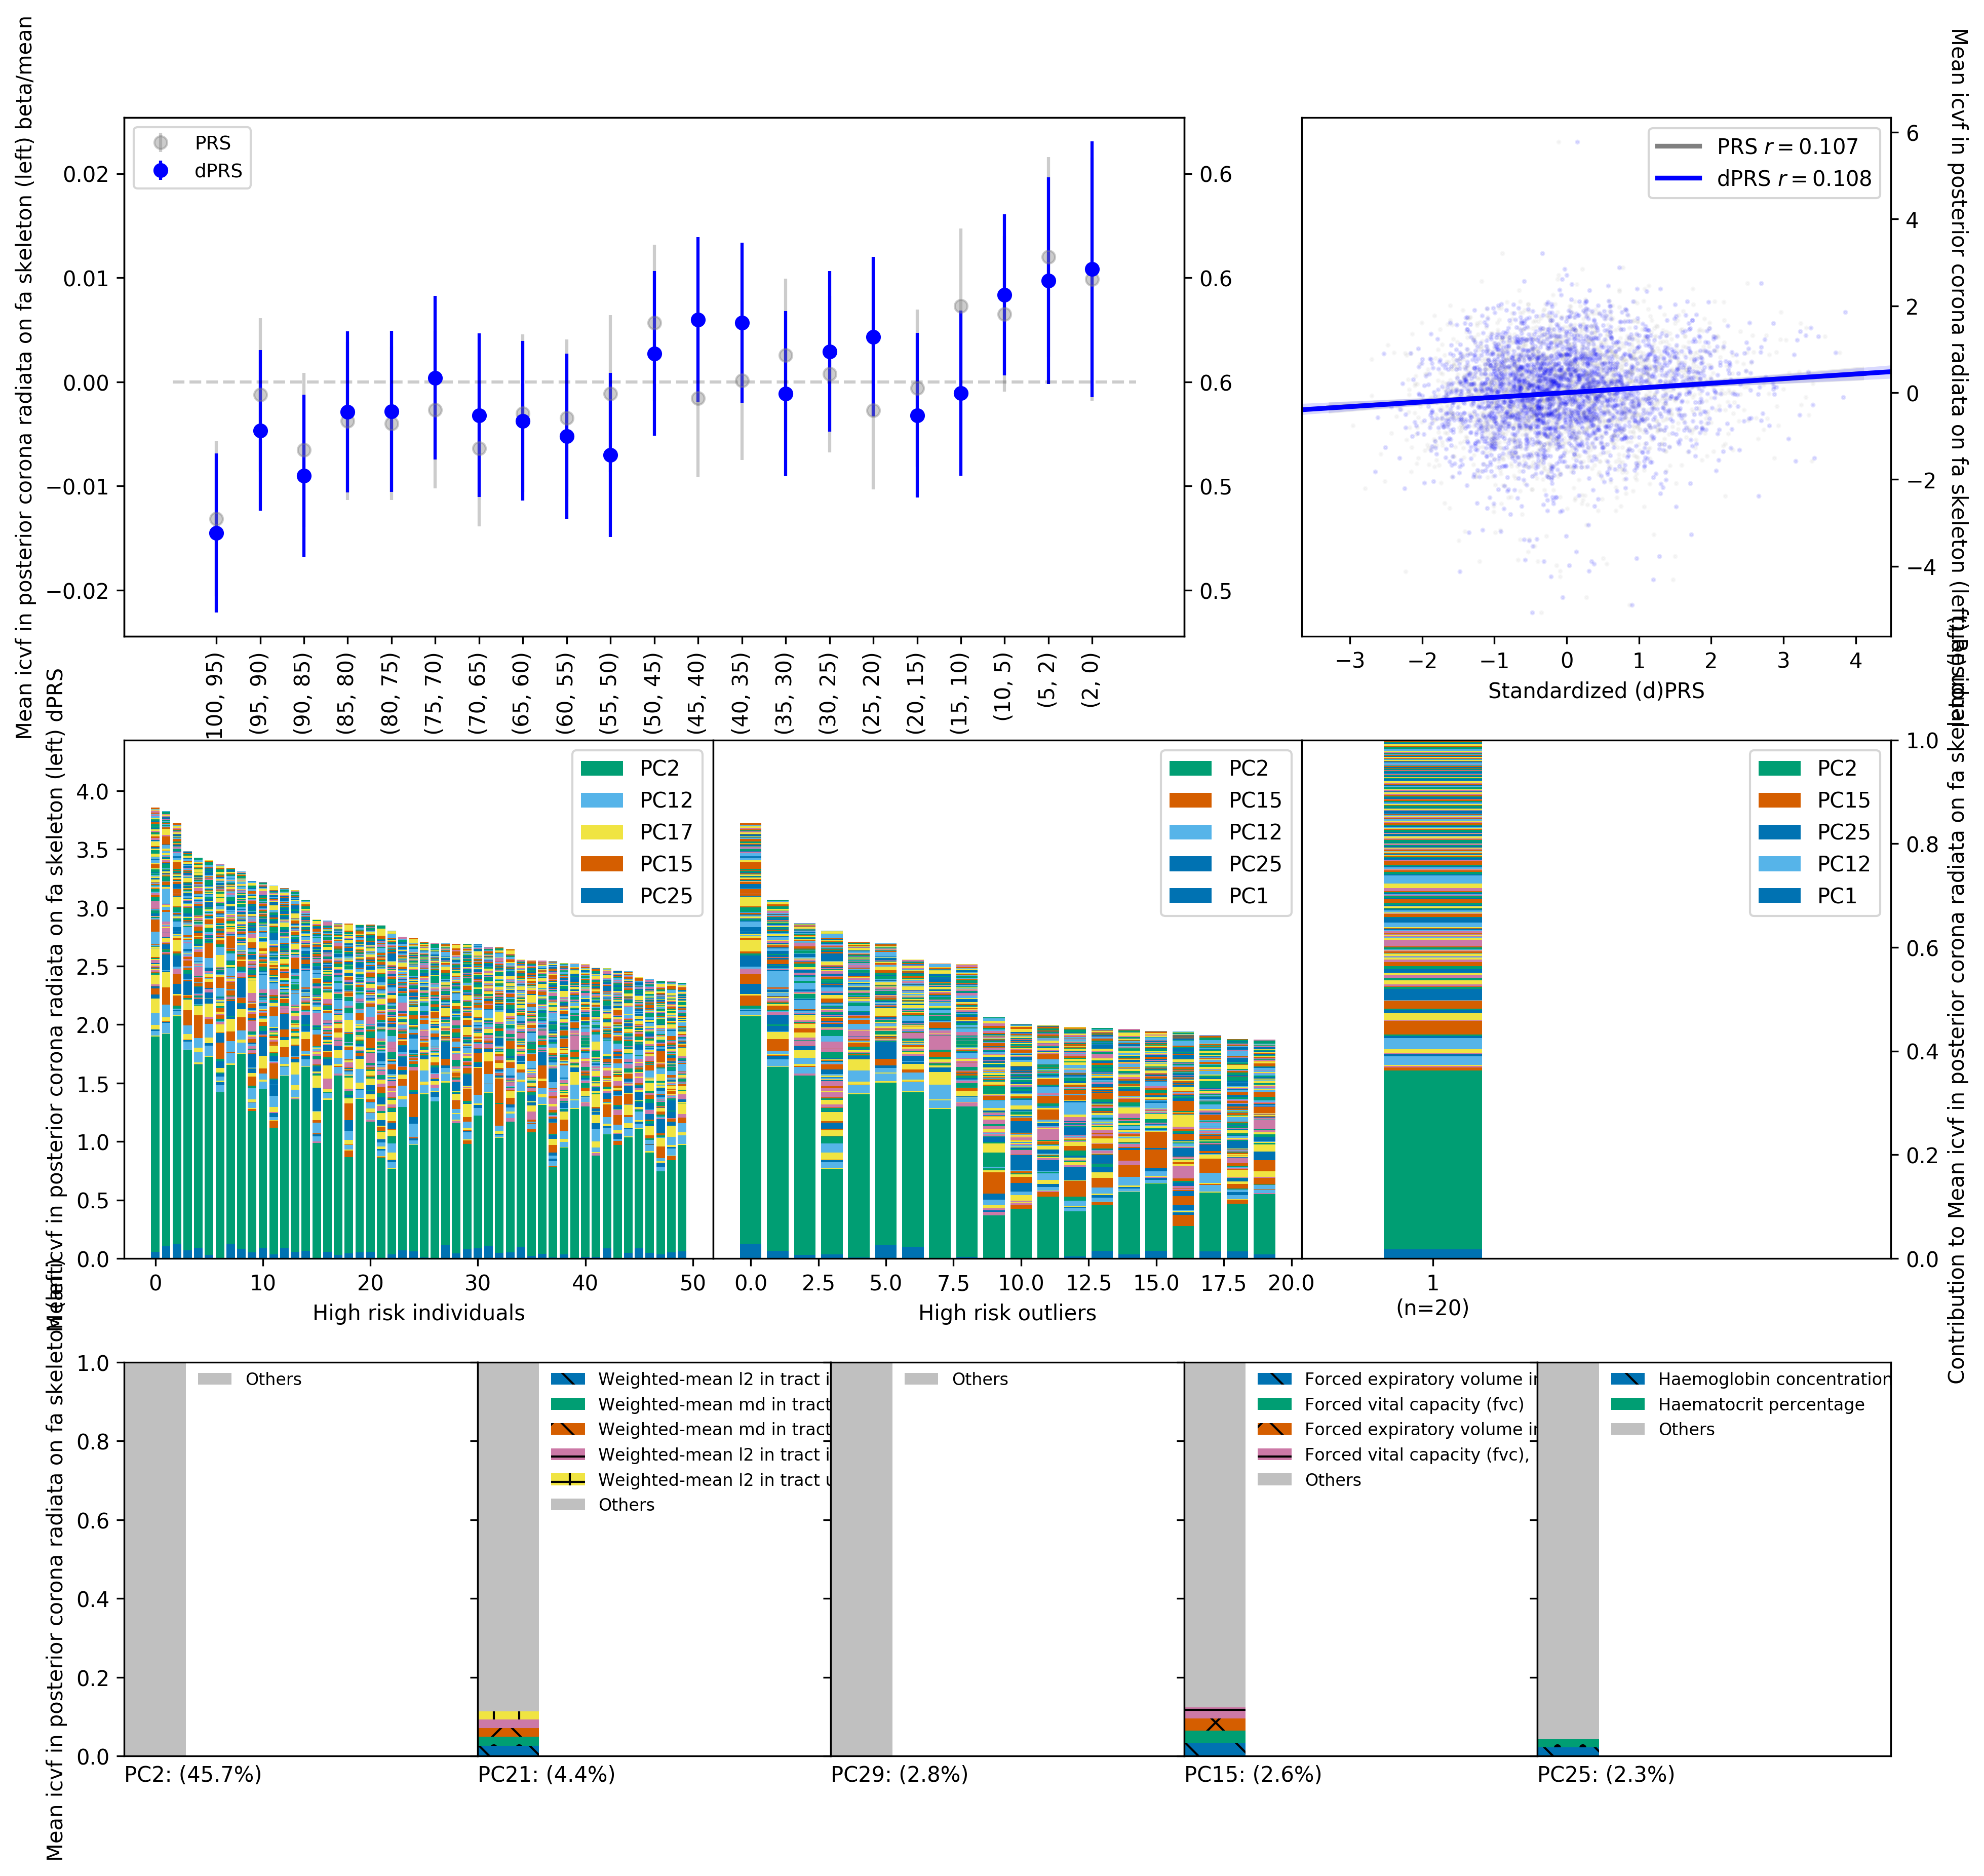 Mean icvf in posterior corona radiata on fa skeleton (left) beta/mean
PRS
dPRS
0.02
0.01
0.00
−0.01
−0.02
0.6
0.6
0.6
0.5
0.5
100, 95)
(95, 90)
(90, 85)
(85, 80)
(80, 75)
(75, 70)
(70, 65)
(65, 60)
(60, 55)
(55, 50)
(50, 45)
(45, 40)
(40, 35)
(35, 30)
(30, 25)
(25, 20)
(20, 15)
(15, 10)
(10, 5)
(5, 2)
(2, 0)
PRS r = 0.107
dPRS r = 0.108
6
4
2
0
−2
−4
−3
−2
−1
0
1
2
3
4
Standardized (d)PRS
Mean icvf in posterior corona radiata on fa skeleton (left)
Mean icvf in posterior corona radiata on fa skeleton (left) dPRS
4.0
3.5
3.0
2.5
2.0
1.5
1.0
0.5
0.0
PC2
PC12
PC17
PC15
PC25
0
10
20
30
40
50
High risk individuals
PC2
PC15
PC12
PC25
PC1
0.0
2.5
5.0
7.5
10.0
12.5
15.0
17.5
20.0
High risk outliers
PC2
PC15
PC25
PC12
PC1
1
(n=20)
1.0
0.8
0.6
0.4
0.2
0.0
Contribution to Mean icvf in posterior corona radiata on fa skeleton
Mean icvf in posterior corona radiata on fa skeleton (left)
1.0
0.8
0.6
0.4
0.2
0.0
Others
PC2: (45.7%)
Weighted-mean l2 in tract i
Weighted-mean md in tract
Weighted-mean md in tract
Weighted-mean l2 in tract i
Weighted-mean l2 in tract u
Others
PC21: (4.4%)
Others
PC29: (2.8%)
Forced expiratory volume in
Forced vital capacity (fvc)
Forced expiratory volume in
Forced vital capacity (fvc),
Others
PC15: (2.6%)
Haemoglobin concentration
Haematocrit percentage
Others
PC25: (2.3%)